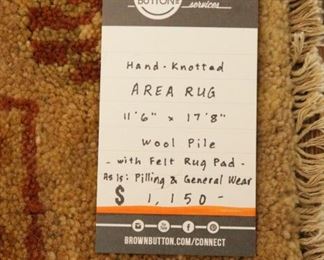 BUTTON
services
Hand-Knotted
AREA RUG
11'6" x 17'8"
Wool Pile
- with Felt Rug Pad -
As Is: Pilling & General Wear
$ 1,150-
BROWNBUTTON.COM/CONNECT